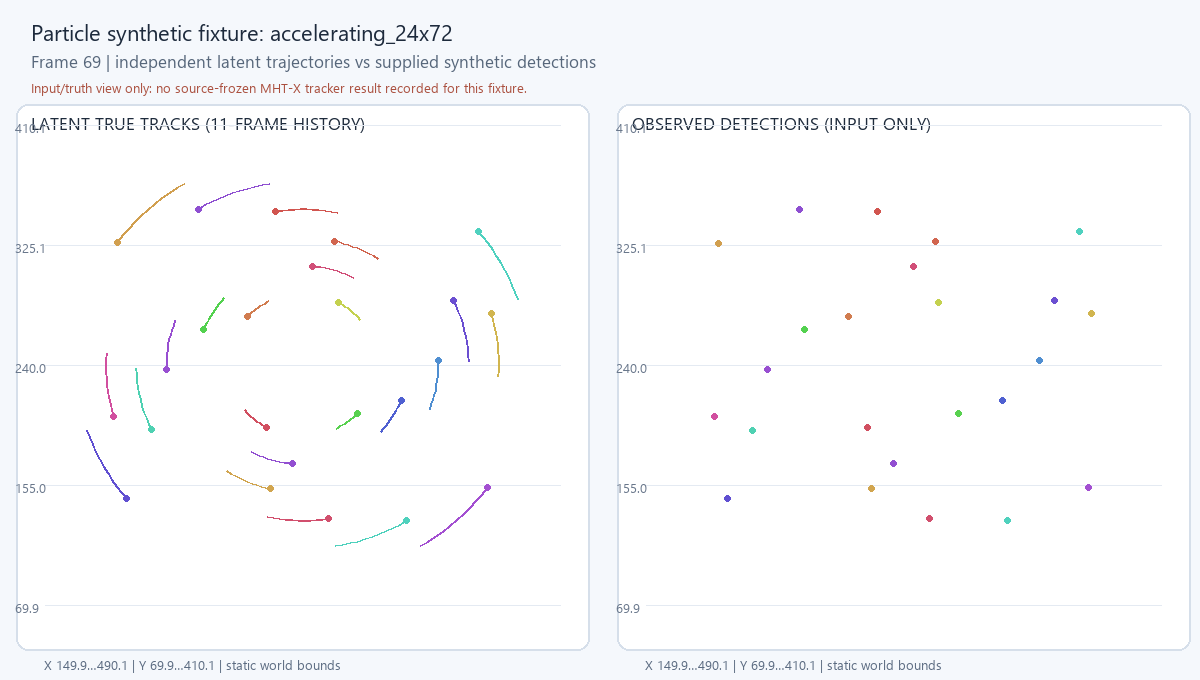 Particle synthetic fixture: accelerating_24x72
Frame 69 | independent latent trajectories vs supplied synthetic detections
Input/truth view only: no source-frozen MHT-X tracker result recorded for this fixture.
LATENT TRUE TRACKS (11-FRAME HISTORY)
410.1
325.1
240.0
155.0
69.9
X 149.9...490.1 | Y 69.9...410.1 | static world bounds
OBSERVED DETECTIONS (INPUT ONLY)
410.1
325.1
240.0
155.0
69.9
X 149.9...490.1 | Y 69.9...410.1 | static world bounds